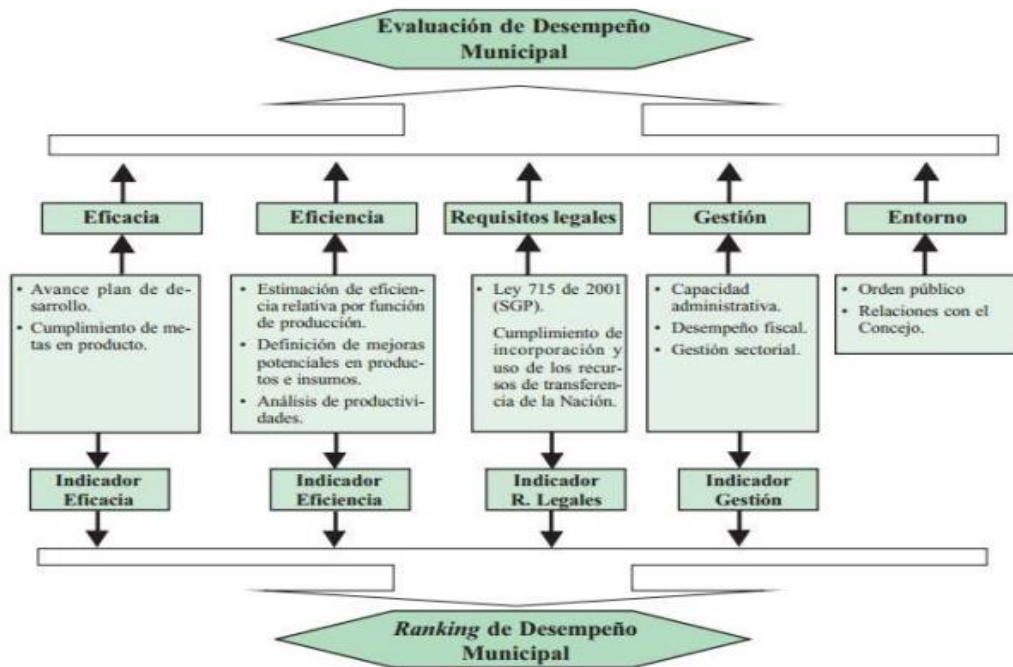 Evaluación de Desempeño
Municipal
Eficacia
Eficiencia
Requisitos legales
Gestión
Entorno
• Avance plan de de-
sarrollo.
• Cumplimiento de me-
tas en producto.
• Estimación de eficien-
cia relativa por función
de producción.
• Definición de mejoras
potenciales en produc-
tos e insumos.
• Análisis de productivi-
dades.
• Ley 715 de 2001
(SGP).
Cumplimiento de
incorporación y
uso de los recur-
sos de transferen-
cia de la Nación.
• Capacidad
administrativa.
• Desempeño fiscal.
• Gestión sectorial.
• Orden público
• Relaciones con el
Concejo.
Indicador
Eficacia
Indicador
Eficiencia
Indicador
R. Legales
Indicador
Gestión
Ranking de Desempeño
Municipal